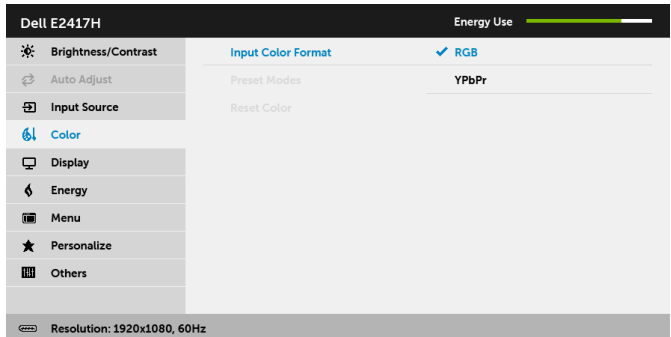 Dell E2417H
Energy Use
Brightness/Contrast
Input Color Format
RGB
Auto Adjust
Preset Modes
YPbPr
Input Source
Reset Color
Color
Display
Energy
Menu
Personalize
Others
Resolution: 1920x1080, 60Hz